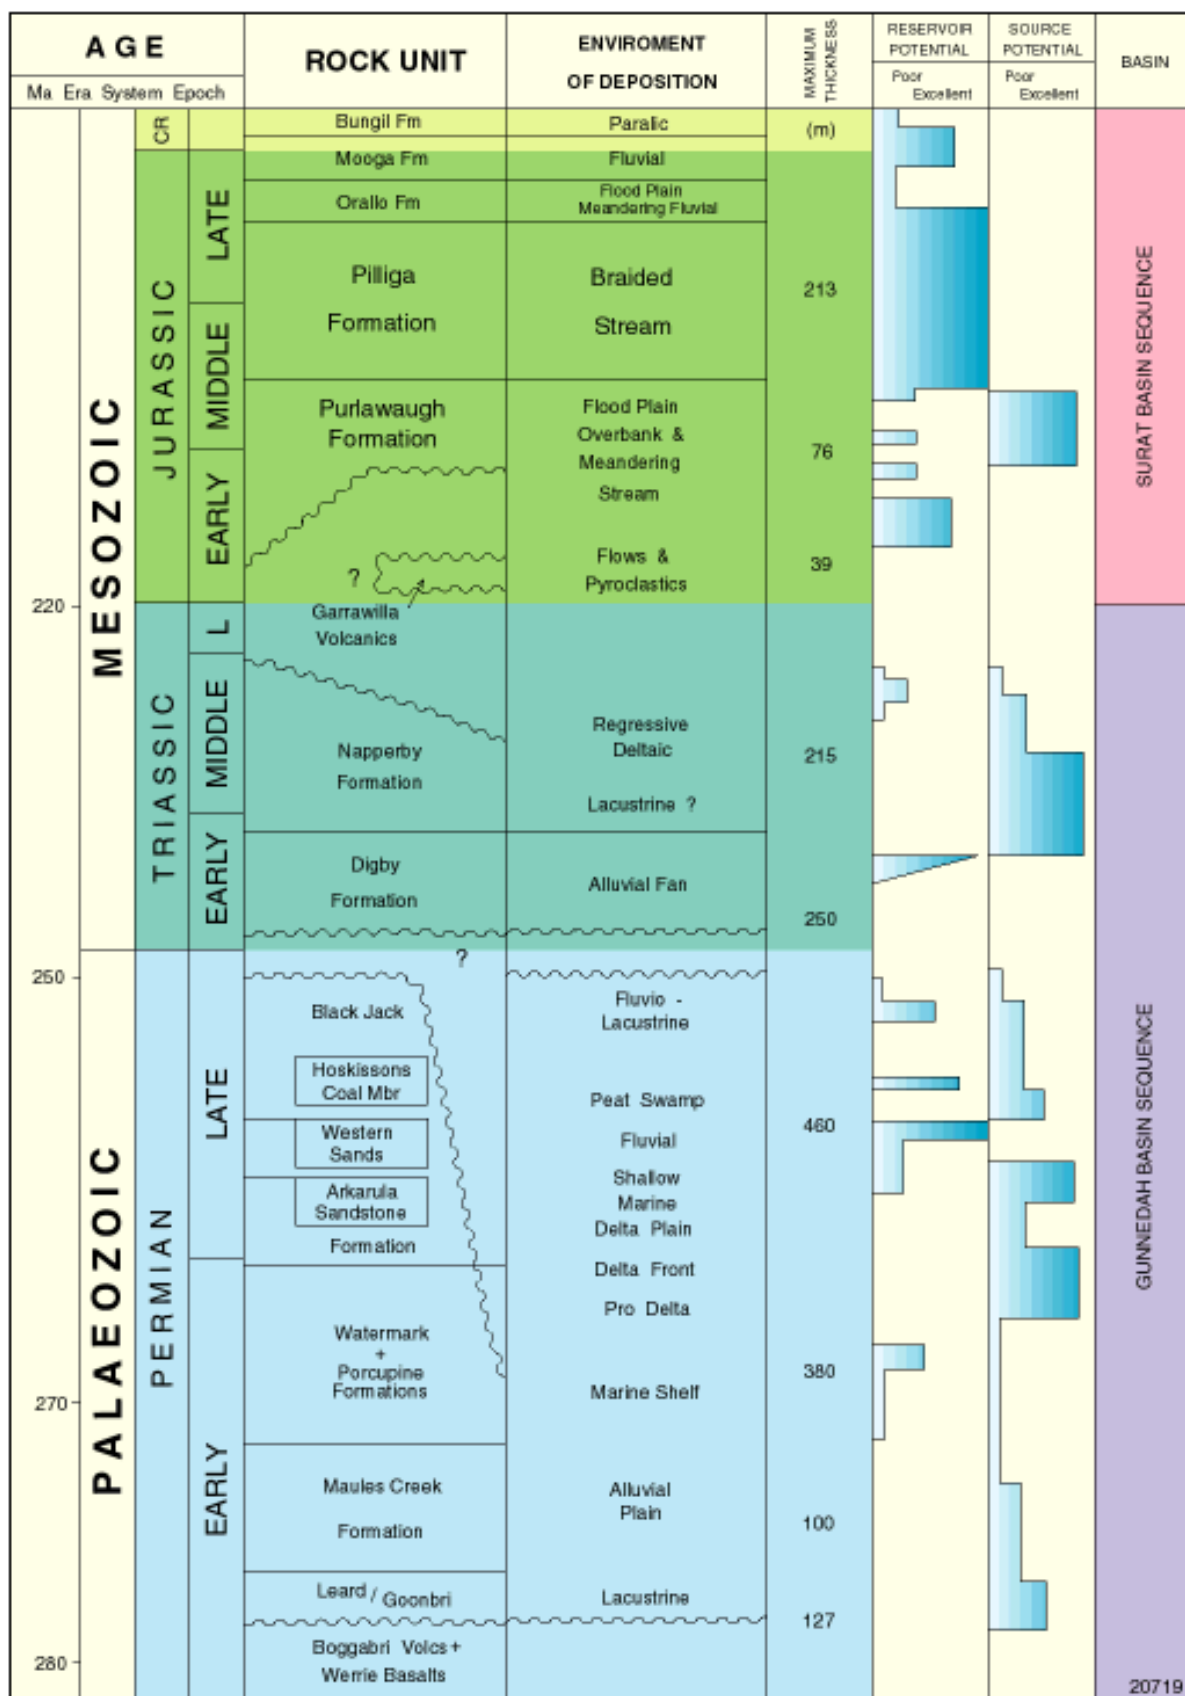 AGE
Ma Era System Epoch
ROCK UNIT
ENVIROMENT
OF DEPOSITION
MAXIMUM
THICKNESS
RESERVOIR
POTENTIAL
Poor
Excellent
SOURCE
POTENTIAL
Poor
Excellent
BASIN
CR
Bungil Fm
Paralic
(m)
Mooga Fm
Fluvial
Orallo Fm
Flood Plain
Meandering Fluvial
LATE
Pilliga
Formation
Braided
Stream
213
JURASSIC
MIDDLE
Purlawaugh
Formation
Flood Plain
Overbank &
Meandering
Stream
76
EARLY
?
Flows &
Pyroclastics
39
SURAT BASIN SEQUENCE
MESOZOIC
220
Garrawilla
Volcanics
L
TRIASSIC
MIDDLE
Napperby
Formation
Regressive
Deltaic
Lacustrine ?
215
EARLY
Digby
Formation
Alluvial Fan
250
?
250
Black Jack
Fluvio -
Lacustrine
Hoskissons
Coal Mbr
Peat Swamp
LATE
460
Western
Sands
Fluvial
Arkarula
Sandstone
Shallow
Marine
Delta Plain
Formation
Delta Front
Pro Delta
PALAEOZOIC
PERMIAN
Watermark
+
Porcupine
Formations
Marine Shelf
380
270
EARLY
Maules Creek
Formation
Alluvial
Plain
100
Leard / Goonbri
Lacustrine
127
Boggabri Volcs +
Werrie Basalts
280
GUNNEDAH BASIN SEQUENCE
20719